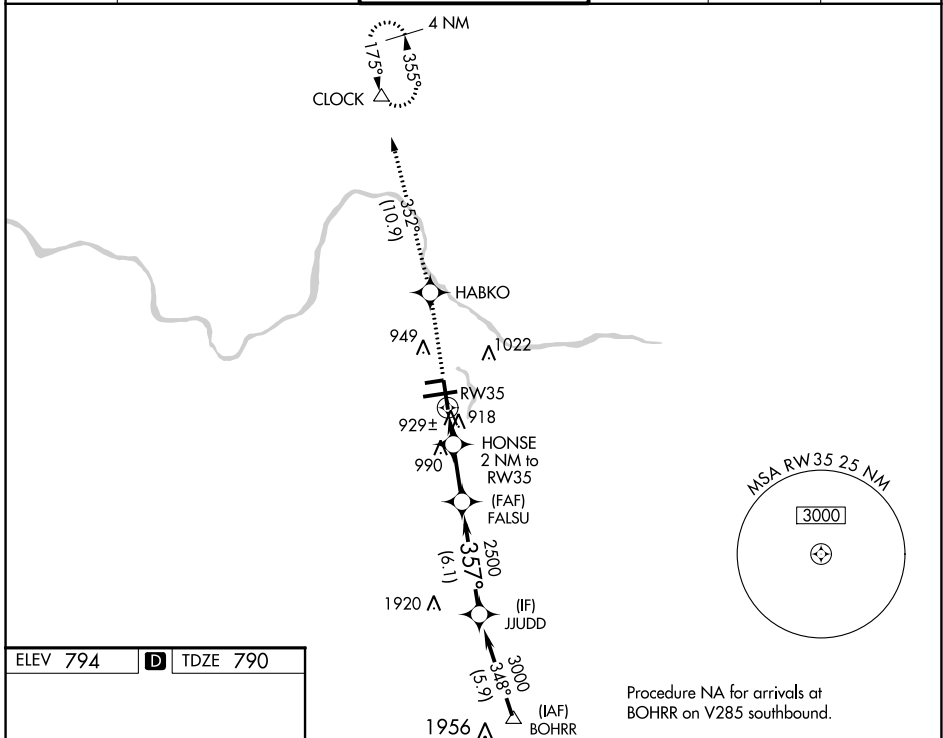 4 NM
175°
355°
CLOCK
352°
(10.9)
HABKO
949
1022
RW35
929±
918
990
HONSE
2 NM to
RW35
(FAF)
FALSU
2500
357°
(6.1)
1920
(IF)
JJUDD
3000
348°
(5.9)
1956
(IAF)
BOHRR
MSA RW35 25 NM
3000
Procedure NA for arrivals at
BOHRR on V285 southbound.
ELEV 794 D TDZE 790